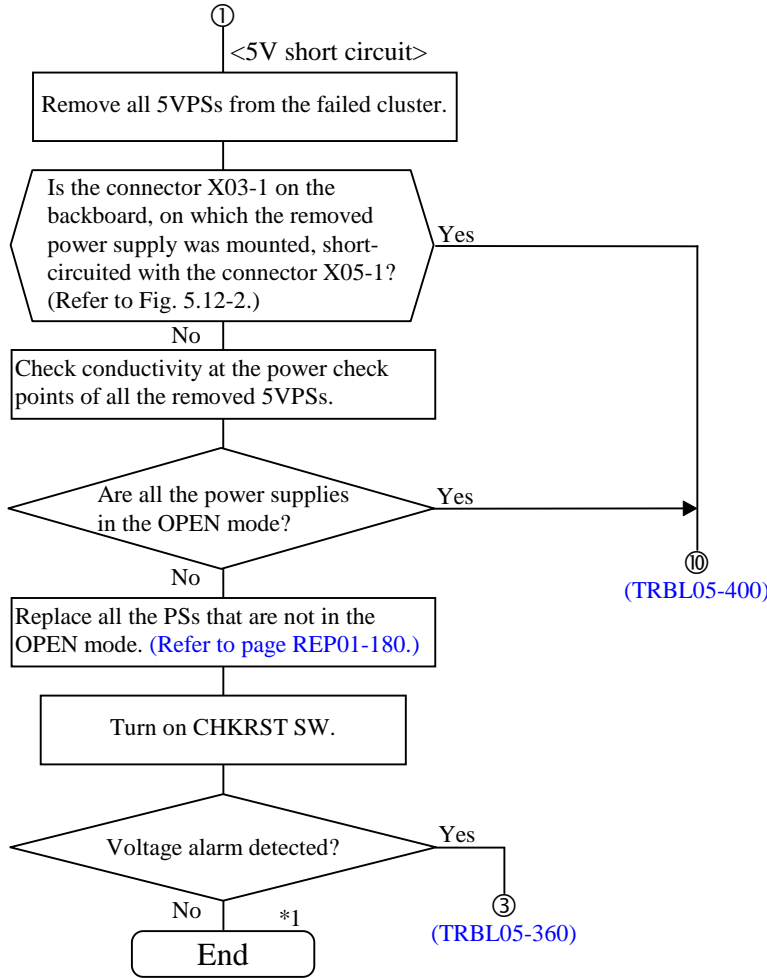 ①
<5V short circuit>
Remove all 5VPSs from the failed cluster.
Is the connector X03-1 on the
backboard, on which the removed
power supply was mounted, short-
circuited with the connector X05-1?
(Refer to Fig. 5.12-2.)
Yes
No
Check conductivity at the power check
points of all the removed 5VPSs.
Are all the power supplies
in the OPEN mode?
Yes
⑩
(TRBL05-400)
No
Replace all the PSs that are not in the
OPEN mode. (Refer to page REP01-180.)
Turn on CHKRST SW.
Voltage alarm detected?
Yes
③
(TRBL05-360)
No
*1
End